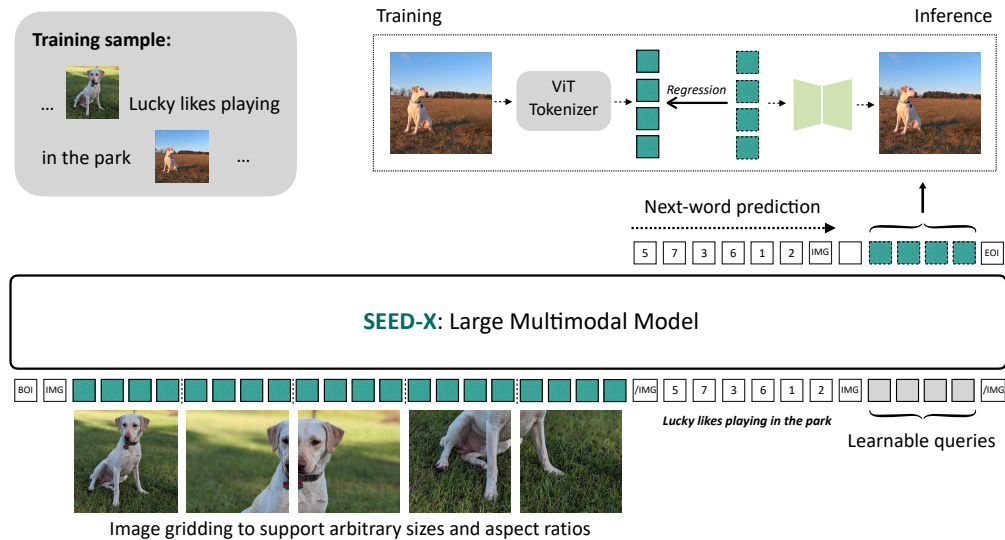 Training
Inference
Training sample:
... Lucky likes playing
in the park ...
ViT
Tokenizer
Regression
Next-word prediction
5 7 3 6 1 2 IMG EOI
SEED-X: Large Multimodal Model
BOI IMG /IMG 5 7 3 6 1 2 IMG /IMG
Lucky likes playing in the park
Learnable queries
Image gridding to support arbitrary sizes and aspect ratios